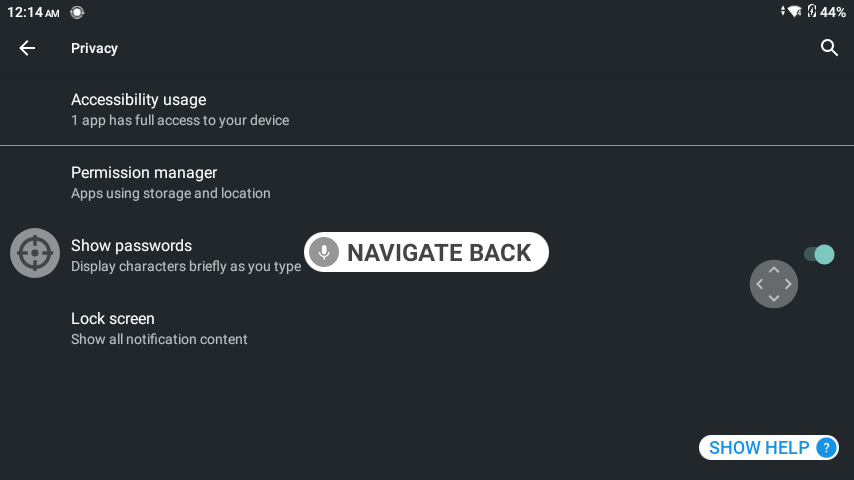 12:14 AM
44%
Privacy
Accessibility usage
1 app has full access to your device
Permission manager
Apps using storage and location
Show passwords
Display characters briefly as you type
NAVIGATE BACK
Lock screen
Show all notification content
SHOW HELP ?